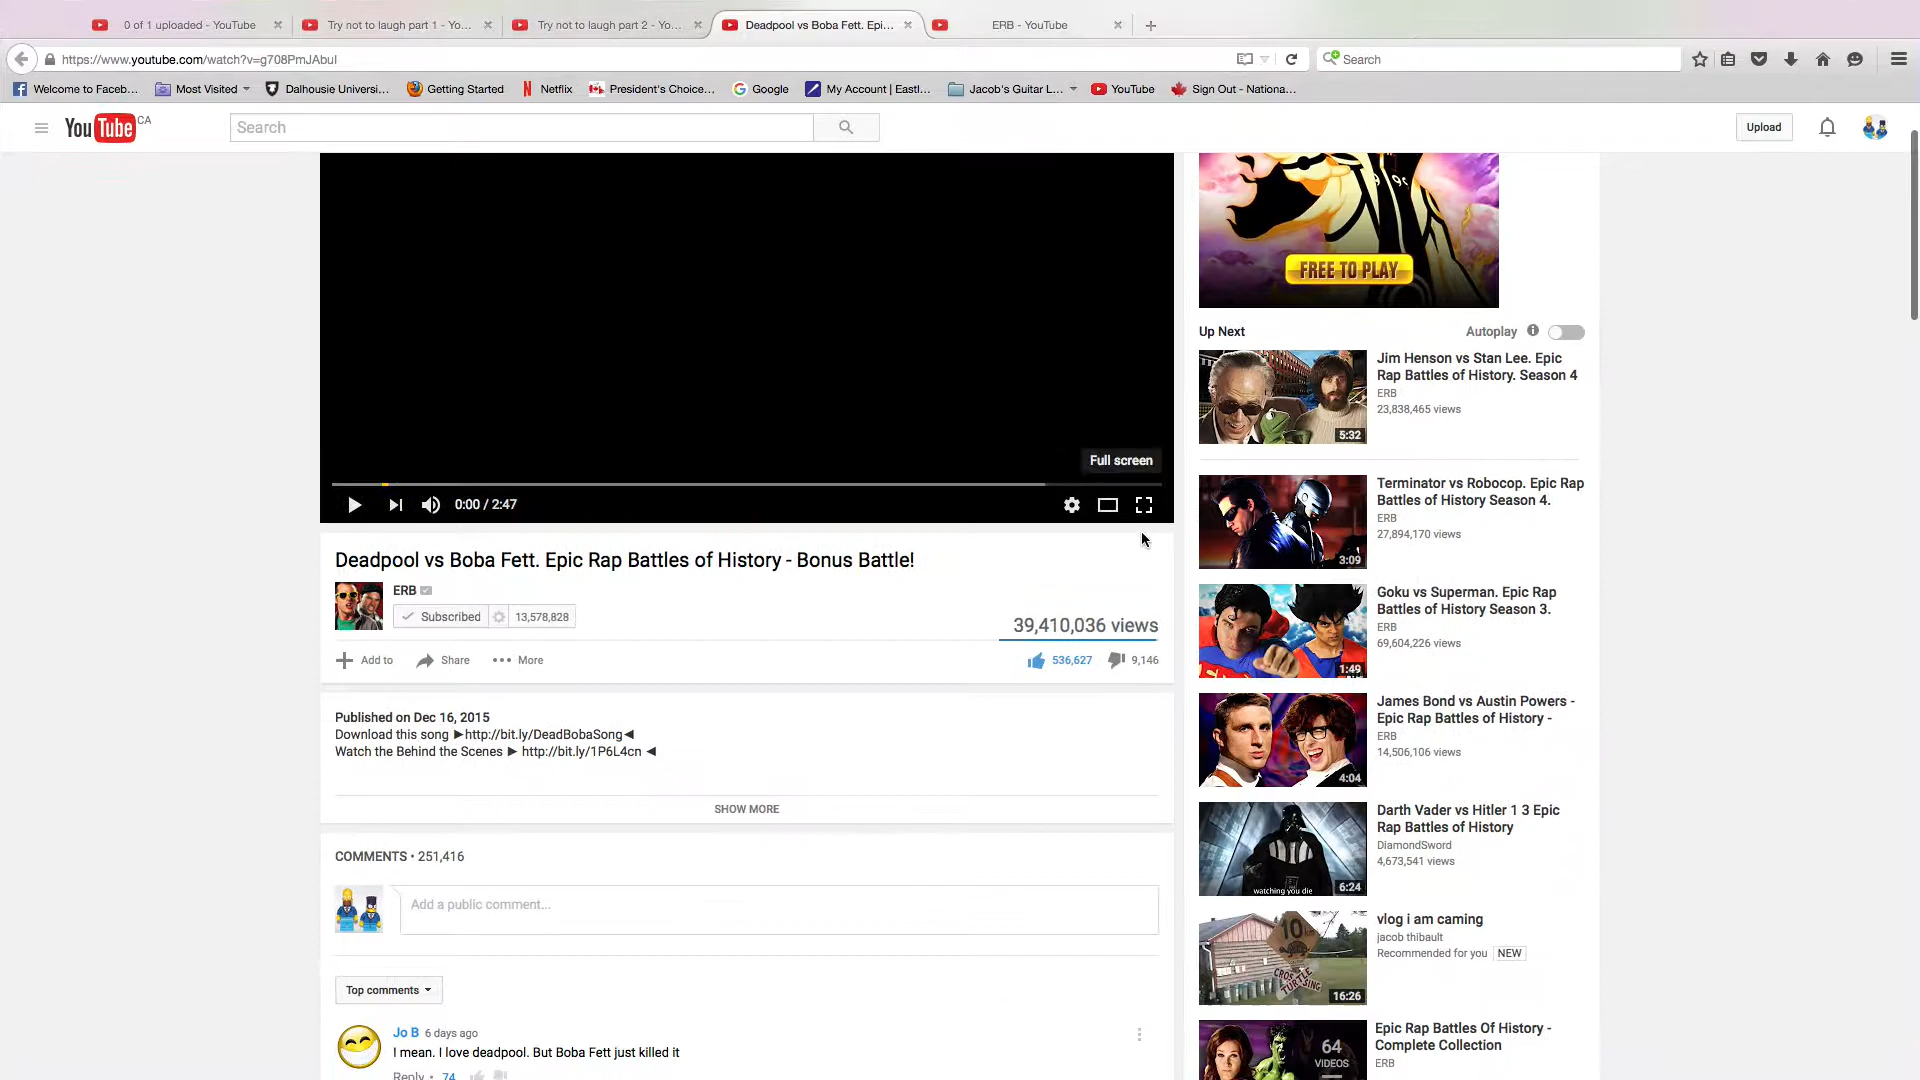 0 of 1 uploaded - YouTube
Try not to laugh part 1 - Yo...
Try not to laugh part 2 - Yo...
Deadpool vs Boba Fett. Epi...
ERB - YouTube
https://www.youtube.com/watch?v=g708PmJAbuI
Search
Welcome to Faceb...
Most Visited
Dalhousie Universi...
Getting Started
Netflix
President's Choice...
Google
My Account | Eastl...
Jacob's Guitar L...
YouTube
Sign Out - Nationa...
YouTube CA
Search
Upload
FREE TO PLAY
Full screen
0:00 / 2:47
Deadpool vs Boba Fett. Epic Rap Battles of History - Bonus Battle!
ERB
Subscribed
13,578,828
39,410,036 views
Add to
Share
More
536,627
9,146
Published on Dec 16, 2015
Download this song ►http://bit.ly/DeadBobaSong◄
Watch the Behind the Scenes ► http://bit.ly/1P6L4cn ◄
SHOW MORE
COMMENTS • 251,416
Add a public comment...
Top comments
Jo B 6 days ago
I mean. I love deadpool. But Boba Fett just killed it
Reply • 74
Up Next
Autoplay
Jim Henson vs Stan Lee. Epic
Rap Battles of History. Season 4
ERB
23,838,465 views
5:32
Terminator vs Robocop. Epic Rap
Battles of History Season 4.
ERB
27,894,170 views
3:09
Goku vs Superman. Epic Rap
Battles of History Season 3.
ERB
69,604,226 views
1:49
James Bond vs Austin Powers -
Epic Rap Battles of History -
ERB
14,506,106 views
4:04
Darth Vader vs Hitler 1 3 Epic
Rap Battles of History
DiamondSword
4,673,541 views
watching you die
6:24
vlog i am caming
jacob thibault
Recommended for you NEW
10
TURTLE
CROSSING
16:26
Epic Rap Battles Of History -
Complete Collection
ERB
64
VIDEOS